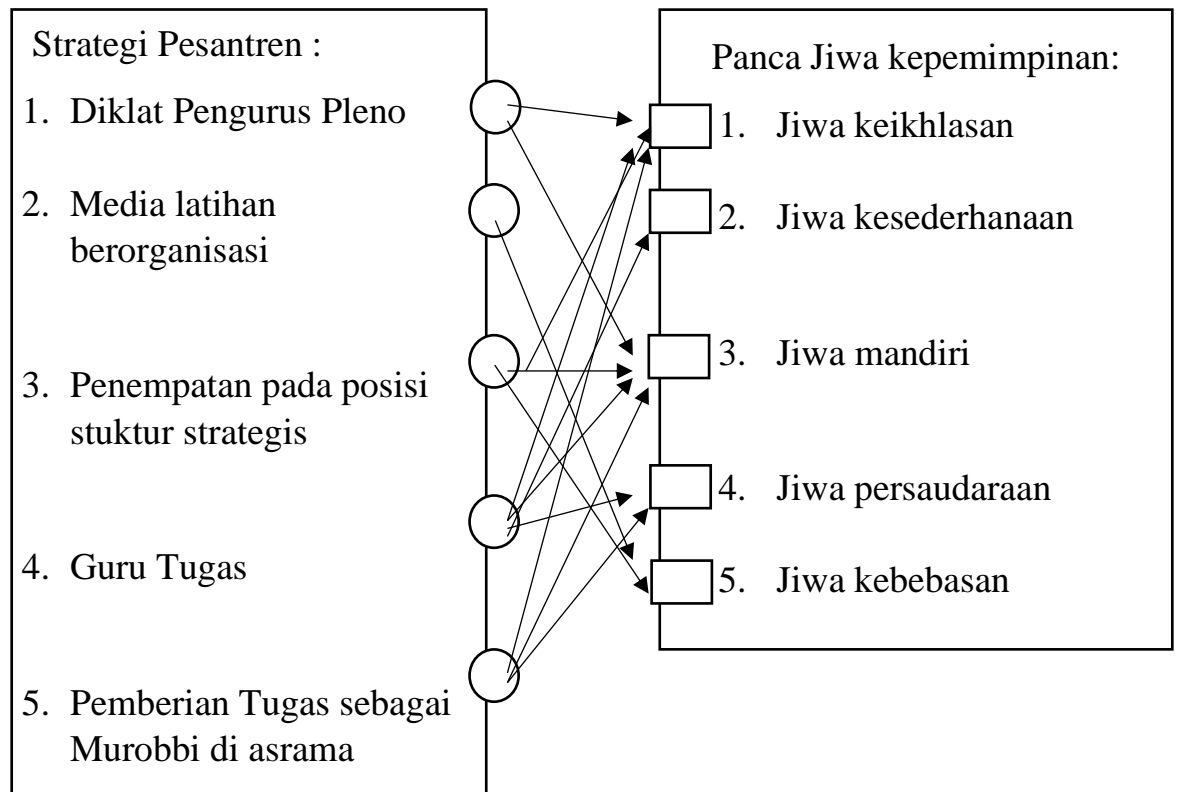 Strategi Pesantren :
1. Diklat Pengurus Pleno
2. Media latihan
berorganisasi
3. Penempatan pada posisi
stuktur strategis
4. Guru Tugas
5. Pemberian Tugas sebagai
Murobbi di asrama
Panca Jiwa kepemimpinan:
1. Jiwa keikhlasan
2. Jiwa kesederhanaan
3. Jiwa mandiri
4. Jiwa persaudaraan
5. Jiwa kebebasan